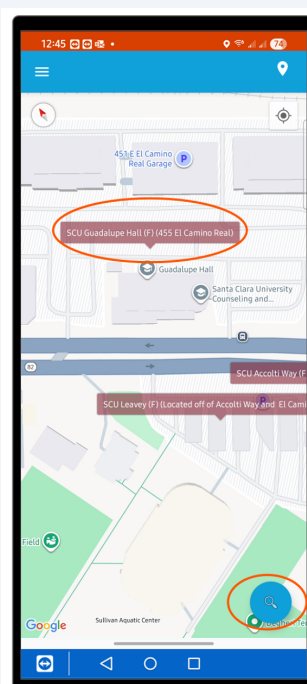 12:45
74
451 E El Camino
Real Garage
P
SCU Guadalupe Hall (F) (455 El Camino Real)
Guadalupe Hall
Santa Clara University
Counseling and...
82
SCU Accolti Way (F
SCU Leavey (F) (Located off of Accolti Way and El Cami
Field
Sullivan Aquatic Center
Google